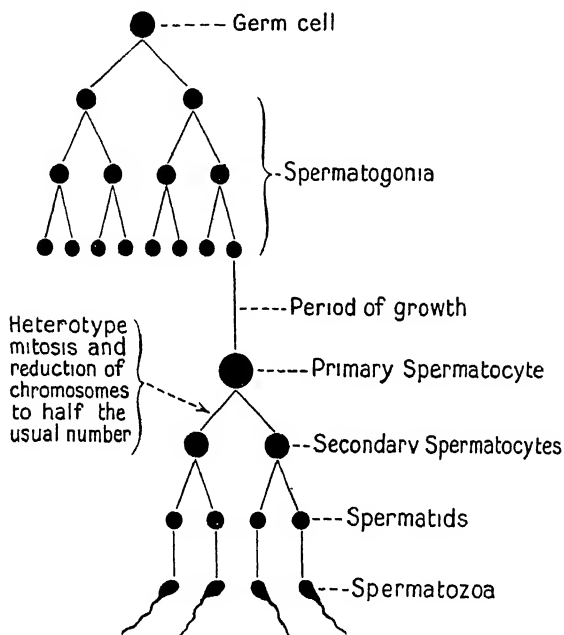 Germ cell
Spermatogonia
Period of growth
Heterotype
mitosis and
reduction of
chromosomes
to half the
usual number
Primary Spermatocyte
Secondary Spermatocytes
Spermatids
Spermatozoa